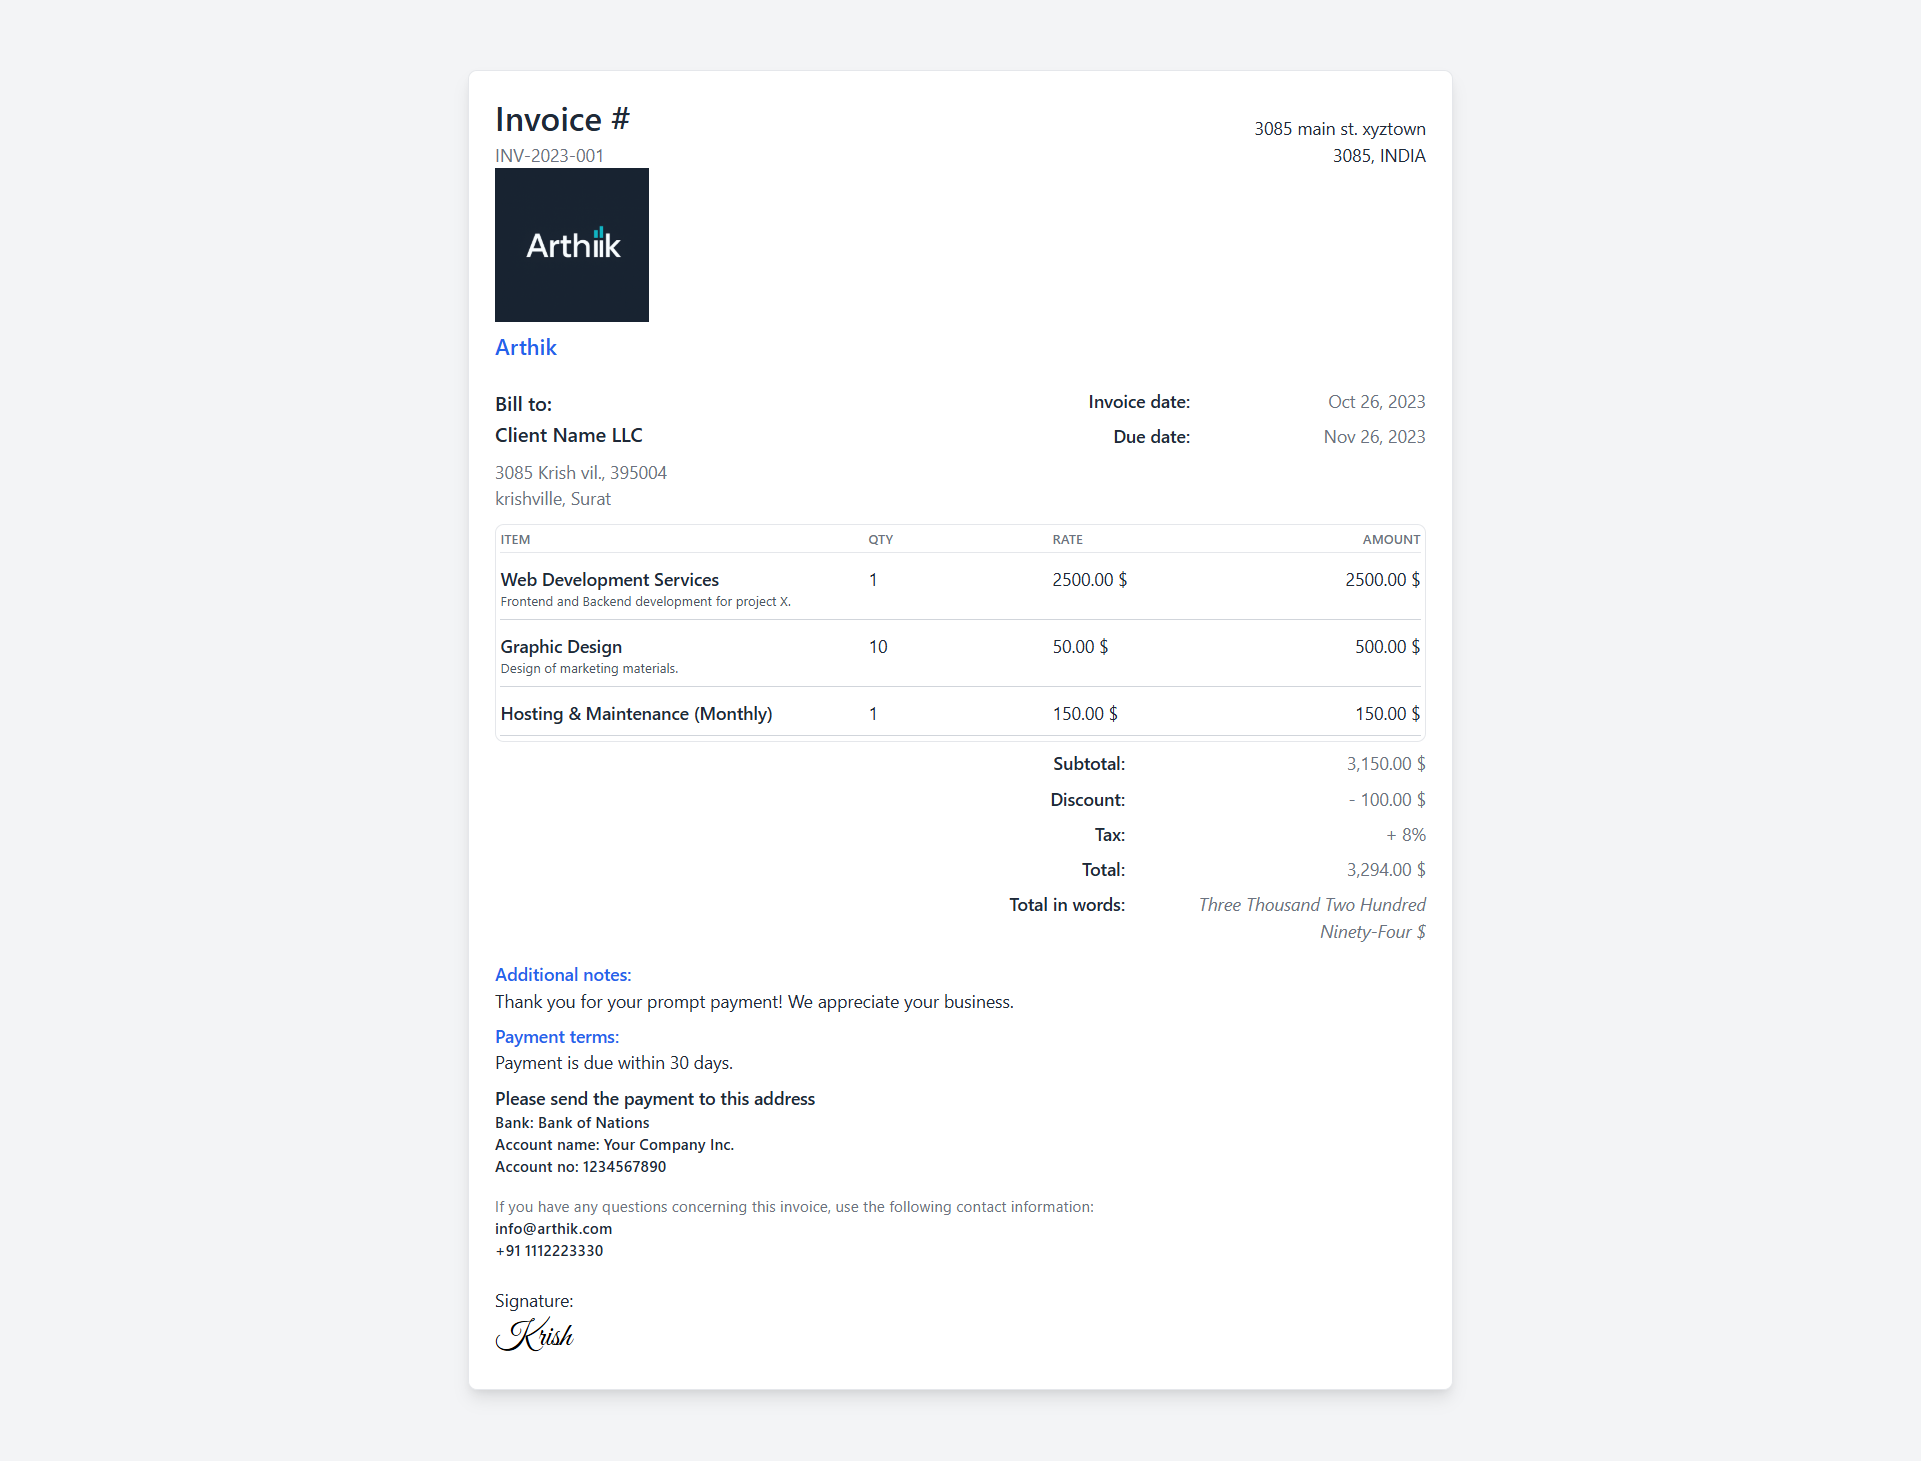 Invoice #
INV-2023-001
3085 main st. xyztown
3085, INDIA
Arthiik
Arthik
Bill to:
Client Name LLC
3085 Krish vil., 395004
krishville, Surat
Invoice date: Oct 26, 2023
Due date: Nov 26, 2023
ITEM QTY RATE AMOUNT
Web Development Services 1 2500.00 $ 2500.00 $
Frontend and Backend development for project X.
Graphic Design 10 50.00 $ 500.00 $
Design of marketing materials.
Hosting & Maintenance (Monthly) 1 150.00 $ 150.00 $
Subtotal: 3,150.00 $
Discount: - 100.00 $
Tax: + 8%
Total: 3,294.00 $
Total in words: Three Thousand Two Hundred
Ninety-Four $
Additional notes:
Thank you for your prompt payment! We appreciate your business.
Payment terms:
Payment is due within 30 days.
Please send the payment to this address
Bank: Bank of Nations
Account name: Your Company Inc.
Account no: 1234567890
If you have any questions concerning this invoice, use the following contact information:
info@arthik.com
+91 1112223330
Signature:
Krish